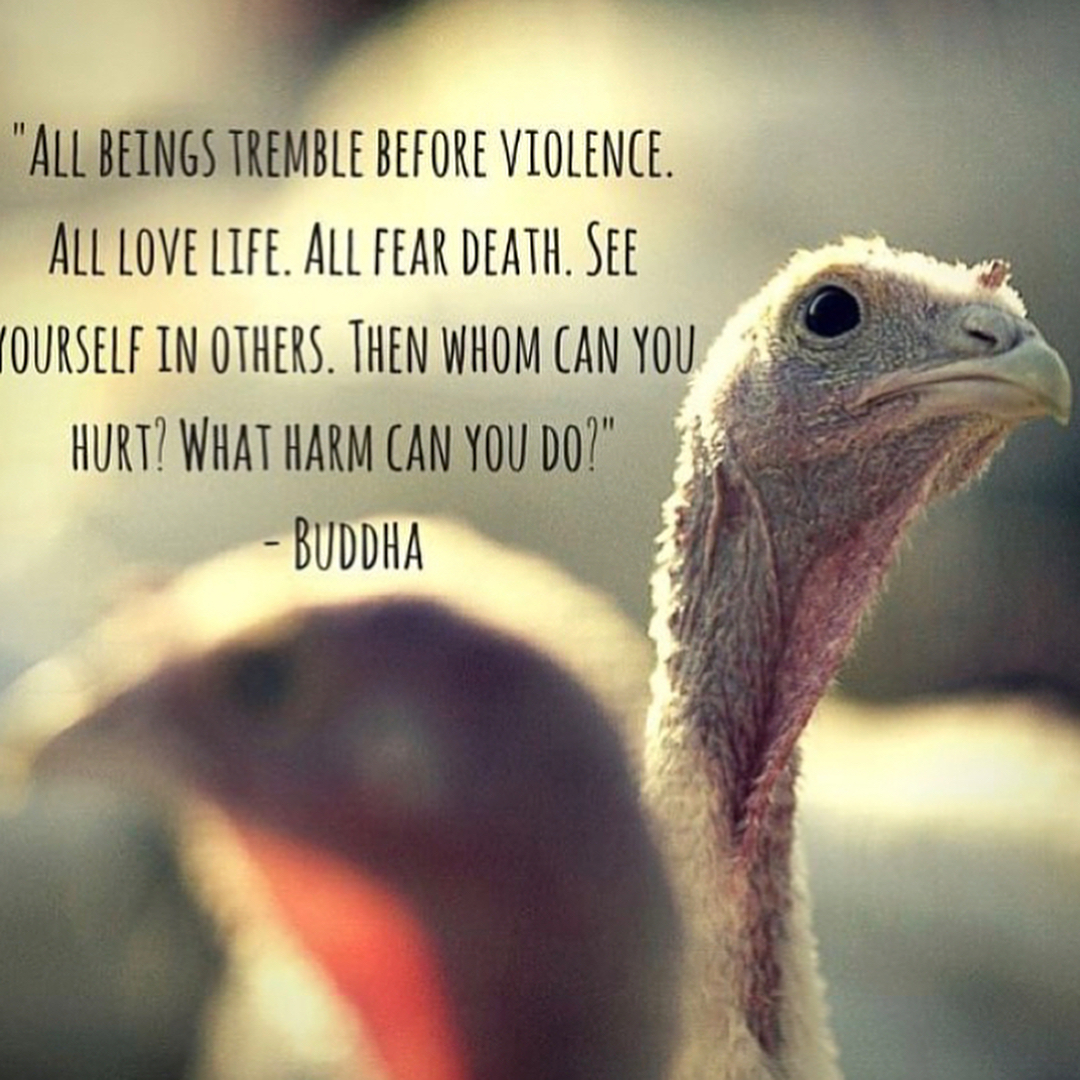 "All beings tremble before violence.
All love life. All fear death. See
yourself in others. Then whom can you
hurt? What harm can you do?"
- Buddha